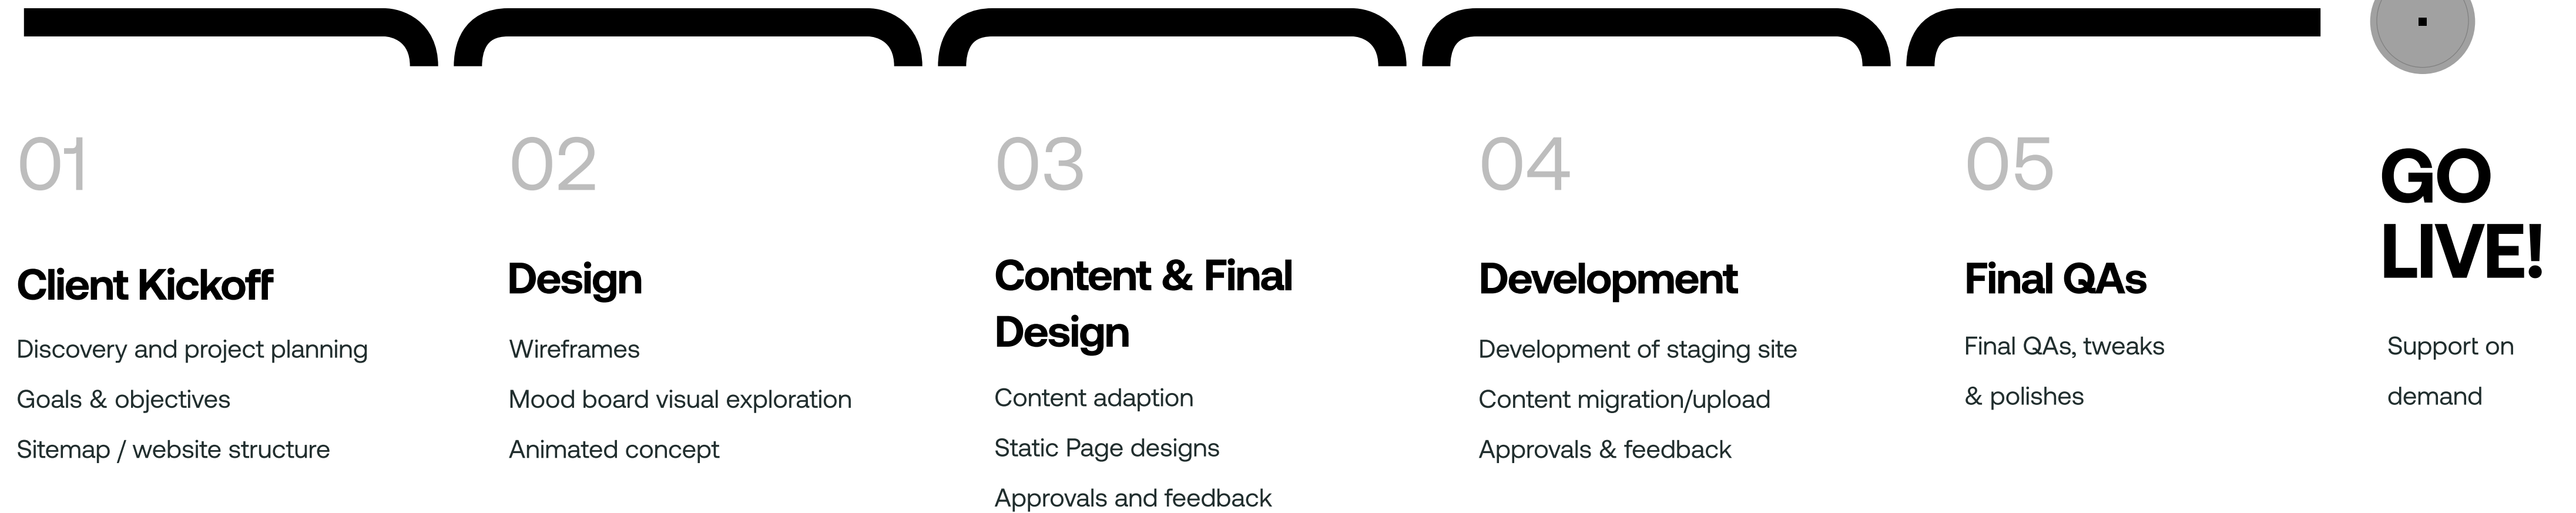 01
Client Kickoff
Discovery and project planning
Goals & objectives
Sitemap / website structure
02
Design
Wireframes
Mood board visual exploration
Animated concept
03
Content & Final
Design
Content adaption
Static Page designs
Approvals and feedback
04
Development
Development of staging site
Content migration/upload
Approvals & feedback
05
Final QAs
Final QAs, tweaks
& polishes
GO
LIVE!
Support on
demand